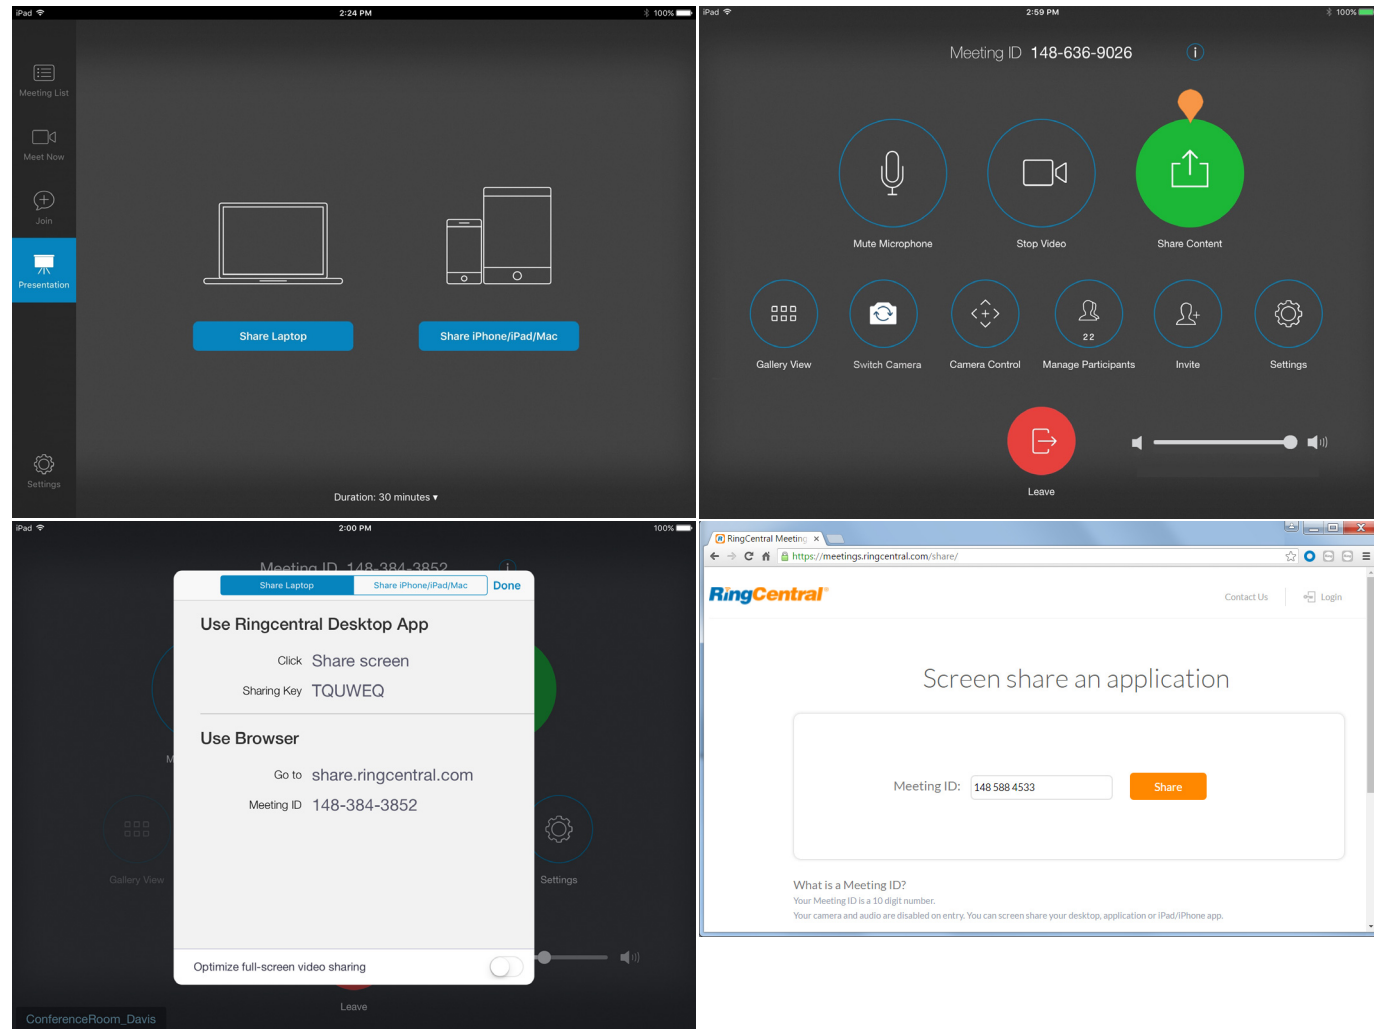 iPad 2:24 PM 100%
Meeting List
Meet Now
Join
Presentation
Settings
Share Laptop Share iPhone/iPad/Mac
Duration: 30 minutes ▾
iPad 2:59 PM 100%
Meeting ID 148-636-9026
Mute Microphone Stop Video Share Content
22
Gallery View Switch Camera Camera Control Manage Participants Invite Settings
Leave
iPad 2:00 PM 100%
Meeting ID 148-384-3852
Share Laptop Share iPhone/iPad/Mac Done
Use Ringcentral Desktop App
Click Share screen
Sharing Key TQUWEQ
M
Use Browser
Go to share.ringcentral.com
Meeting ID 148-384-3852
Gallery View Settings
Optimize full-screen video sharing
Leave
ConferenceRoom_Davis
RingCentral Meeting
https://meetings.ringcentral.com/share/
RingCentral®
Contact Us Login
Screen share an application
Meeting ID: 148 588 4533 Share
What is a Meeting ID?
Your Meeting ID is a 10 digit number.
Your camera and audio are disabled on entry. You can screen share your desktop, application or iPad/iPhone app.